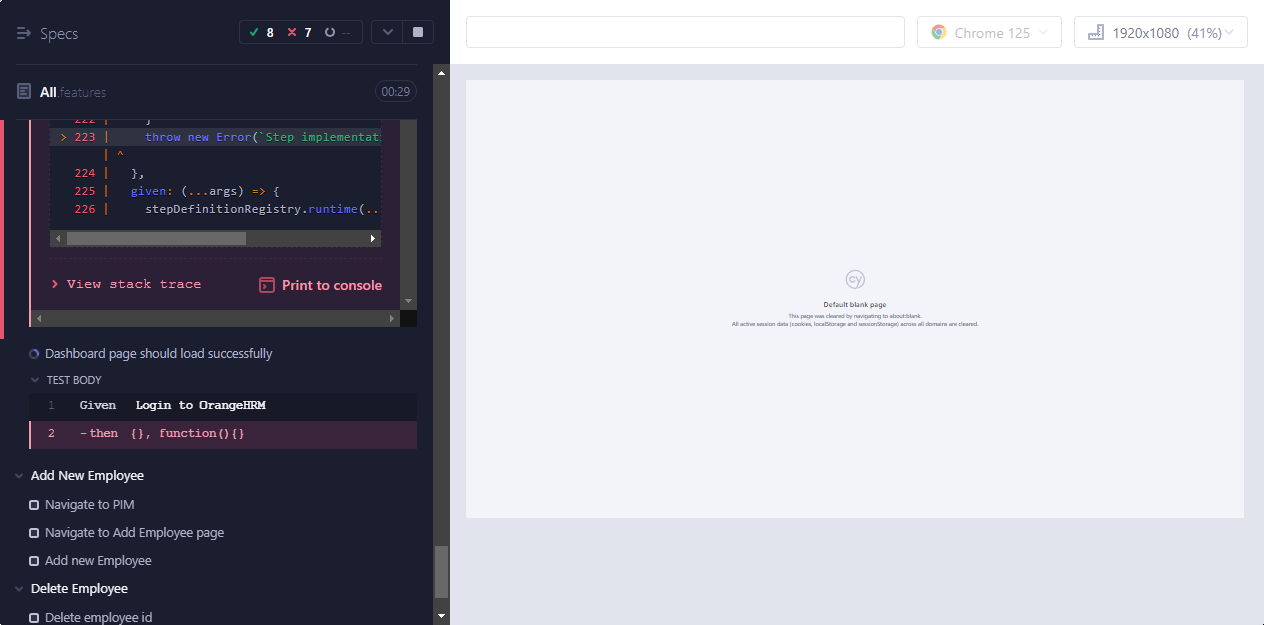 Specs
8 7 --
Chrome 125
1920x1080 (41%)
All.features
00:29
222 | }
> 223 | throw new Error(`Step implementati
| ^
224 | },
225 | given: (...args) => {
226 | stepDefinitionRegistry.runtime(..
View stack trace
Print to console
Dashboard page should load successfully
TEST BODY
1 Given Login to OrangeHRM
2 -then {}, function(){}
Add New Employee
Navigate to PIM
Navigate to Add Employee page
Add new Employee
Delete Employee
Delete employee id
cy
Default blank page
This page was cleared by navigating to about:blank.
All active session data (cookies, localStorage and sessionStorage) across all domains are cleared.